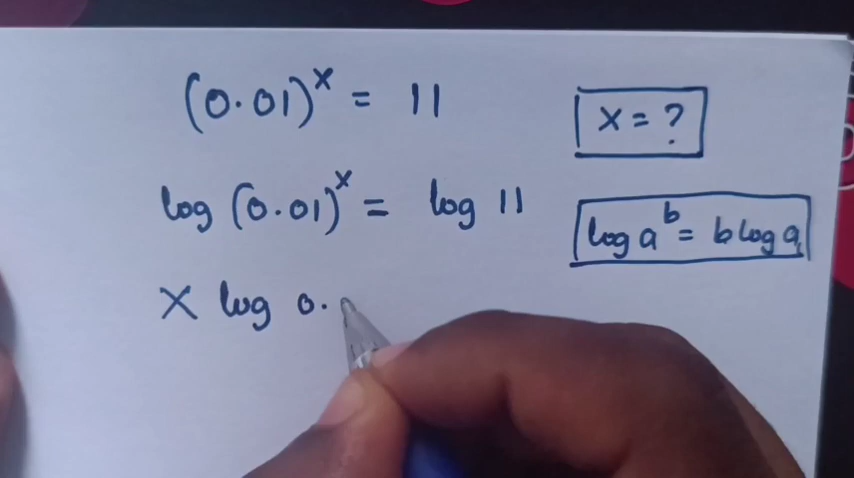 (0.01)^x = 11
x = ?
log (0.01)^x = log 11
log a^b = b log a
x log 0.